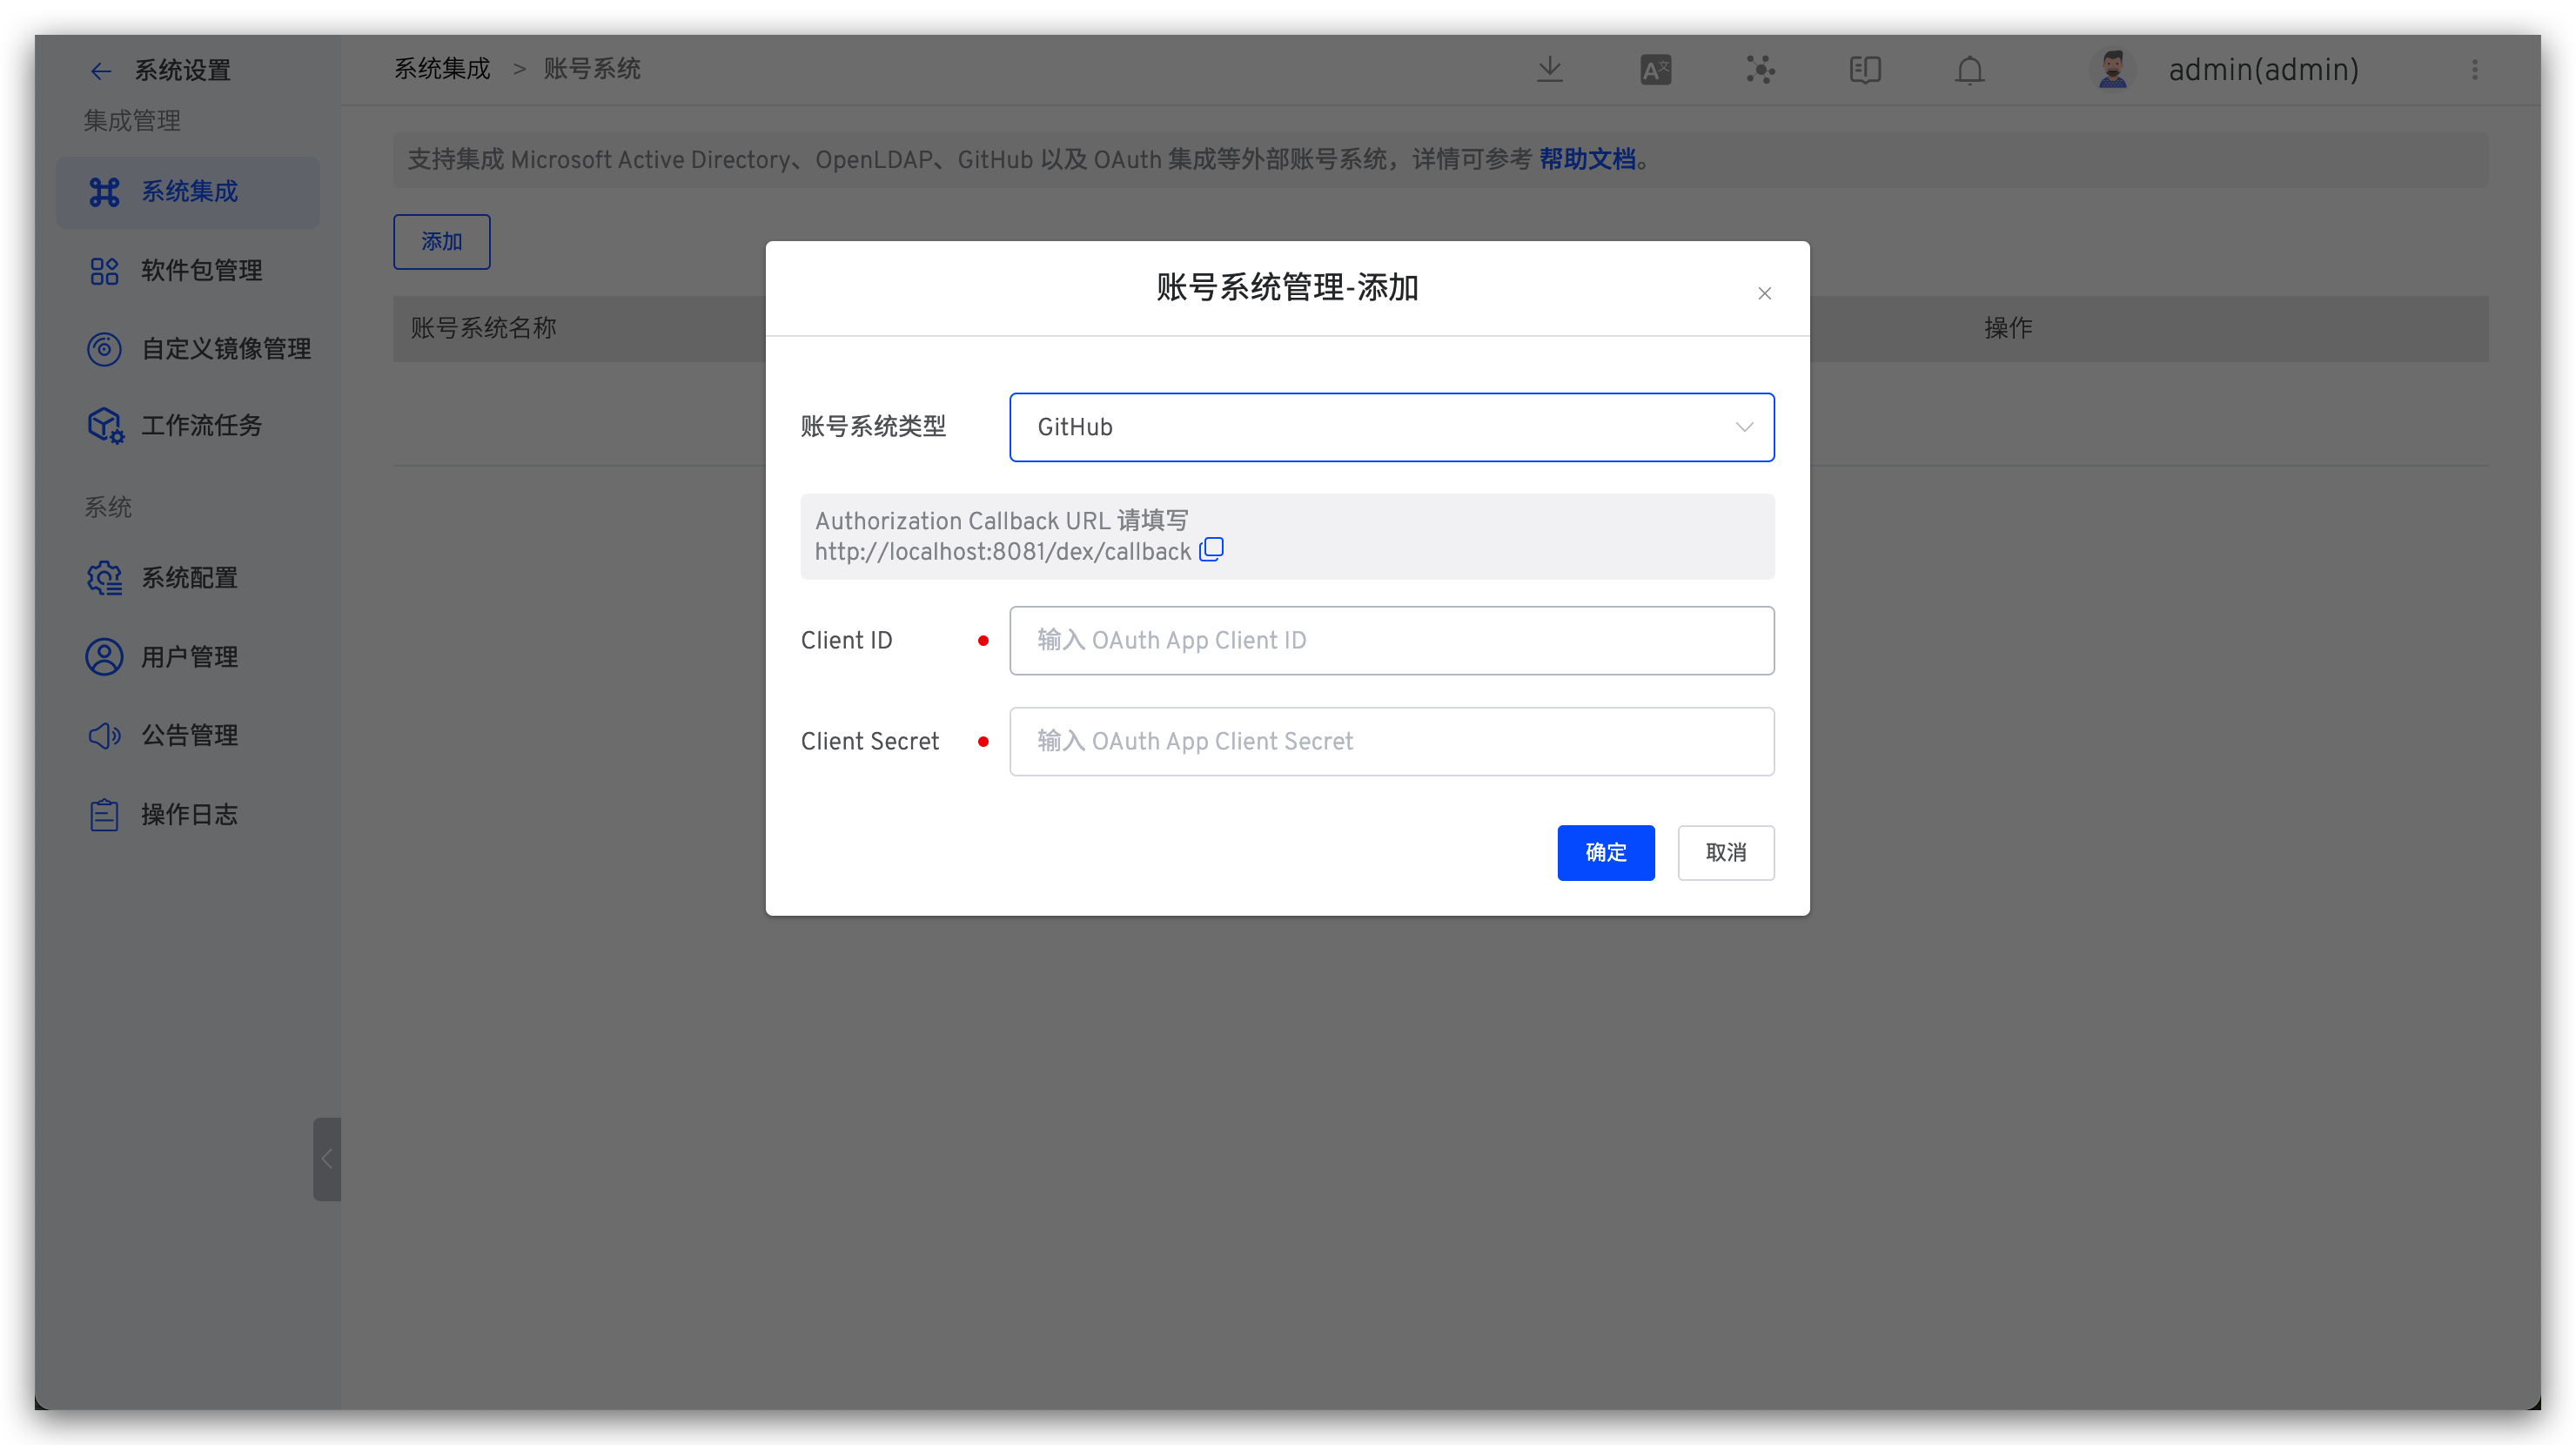 系统设置
系统集成 > 账号系统
admin(admin)
集成管理
系统集成
软件包管理
自定义镜像管理
工作流任务
系统
系统配置
用户管理
公告管理
操作日志
支持集成 Microsoft Active Directory、OpenLDAP、GitHub 以及 OAuth 集成等外部账号系统，详情可参考 帮助文档。
添加
账号系统名称
操作
账号系统管理-添加
账号系统类型
GitHub
Authorization Callback URL 请填写
http://localhost:8081/dex/callback
Client ID
输入 OAuth App Client ID
Client Secret
输入 OAuth App Client Secret
确定
取消